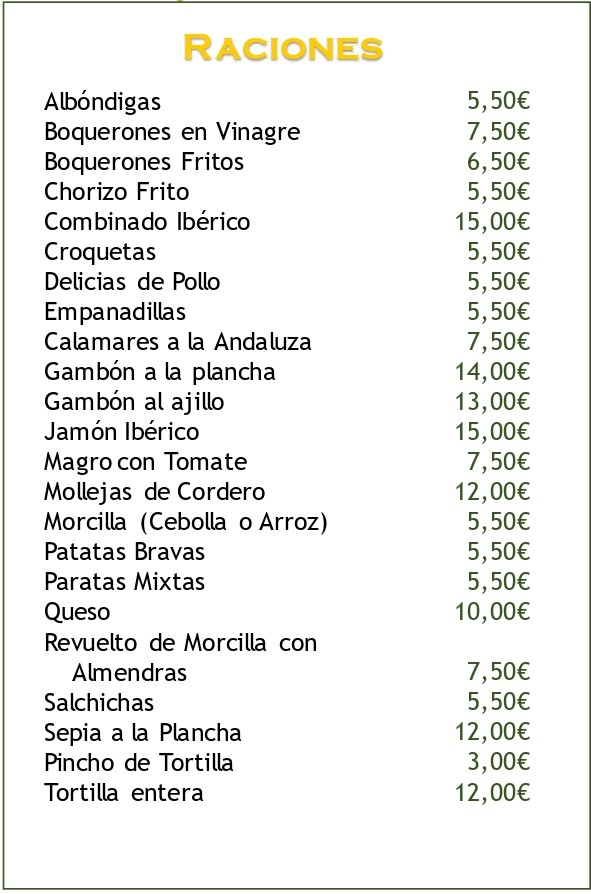 RACIONES
Albóndigas 5,50€
Boquerones en Vinagre 7,50€
Boquerones Fritos 6,50€
Chorizo Frito 5,50€
Combinado Ibérico 15,00€
Croquetas 5,50€
Delicias de Pollo 5,50€
Empanadillas 5,50€
Calamares a la Andaluza 7,50€
Gambón a la plancha 14,00€
Gambón al ajillo 13,00€
Jamón Ibérico 15,00€
Magro con Tomate 7,50€
Mollejas de Cordero 12,00€
Morcilla (Cebolla o Arroz) 5,50€
Patatas Bravas 5,50€
Paratas Mixtas 5,50€
Queso 10,00€
Revuelto de Morcilla con
Almendras 7,50€
Salchichas 5,50€
Sepia a la Plancha 12,00€
Pincho de Tortilla 3,00€
Tortilla entera 12,00€